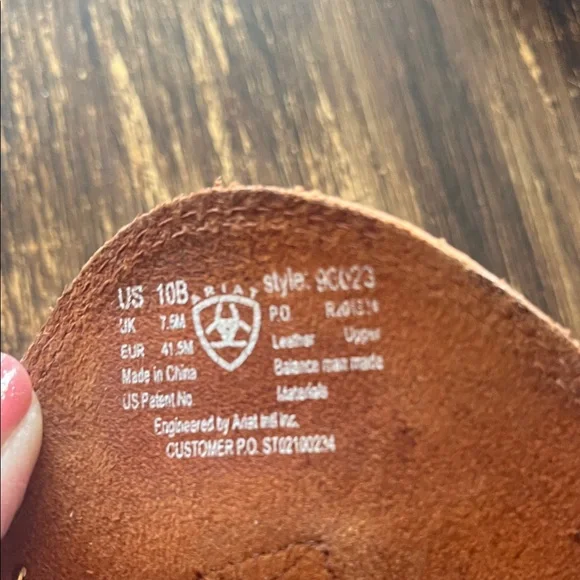 US 10B
UK 7.5M
EUR 41.5M
Made in China
US Patent No.
ARIAT
style: 90023
P.O.
Leather Upper
Balance man made
Materials
Engineered by Ariat Intl Inc.
CUSTOMER P.O. ST02100234